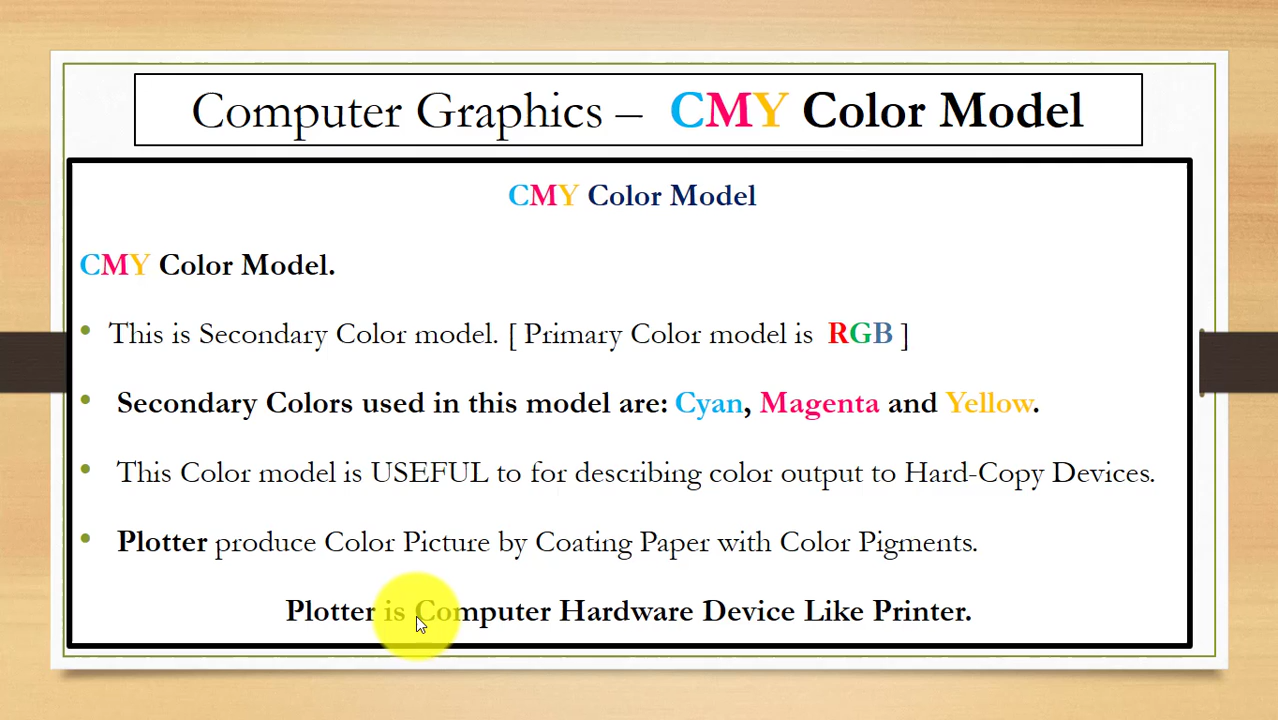 Computer Graphics – CMY Color Model
CMY Color Model
CMY Color Model.
• This is Secondary Color model. [ Primary Color model is RGB ]
• Secondary Colors used in this model are: Cyan, Magenta and Yellow.
• This Color model is USEFUL to for describing color output to Hard-Copy Devices.
• Plotter produce Color Picture by Coating Paper with Color Pigments.
Plotter is Computer Hardware Device Like Printer.